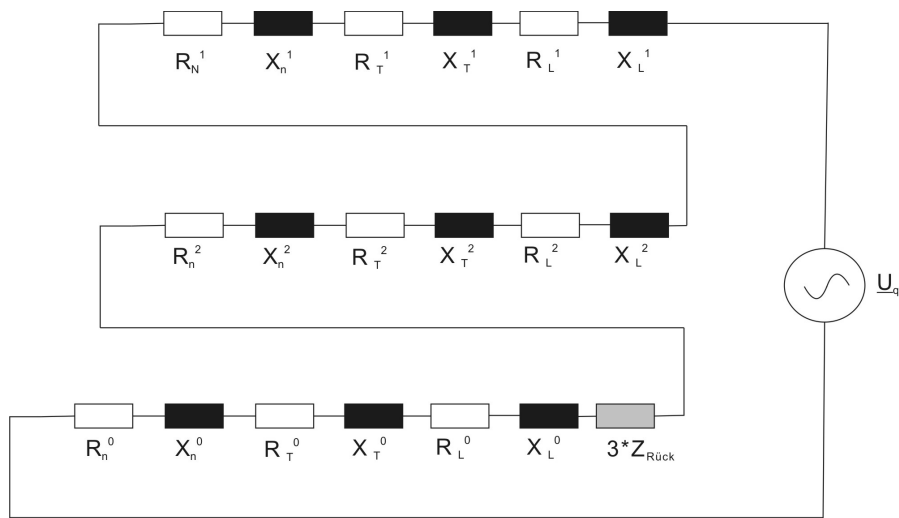 R_N^1 X_n^1 R_T^1 X_T^1 R_L^1 X_L^1
R_n^2 X_n^2 R_T^2 X_T^2 R_L^2 X_L^2
U_q
R_n^0 X_n^0 R_T^0 X_T^0 R_L^0 X_L^0 3*Z_Rück